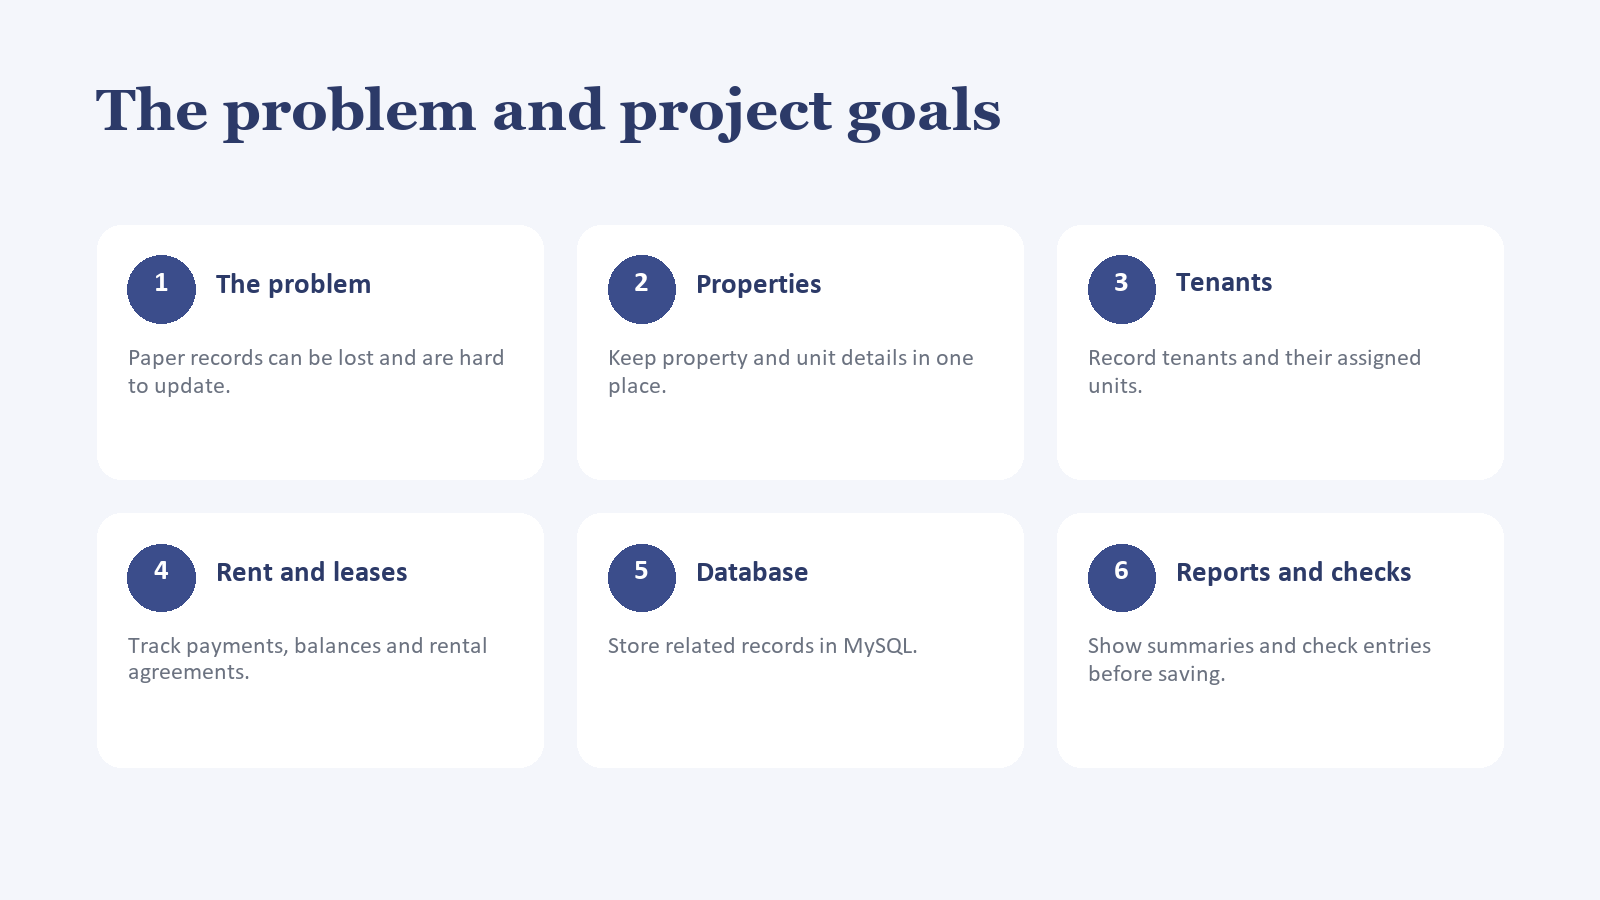 The problem and project goals
1 The problem
Paper records can be lost and are hard
to update.
2 Properties
Keep property and unit details in one
place.
3 Tenants
Record tenants and their assigned
units.
4 Rent and leases
Track payments, balances and rental
agreements.
5 Database
Store related records in MySQL.
6 Reports and checks
Show summaries and check entries
before saving.